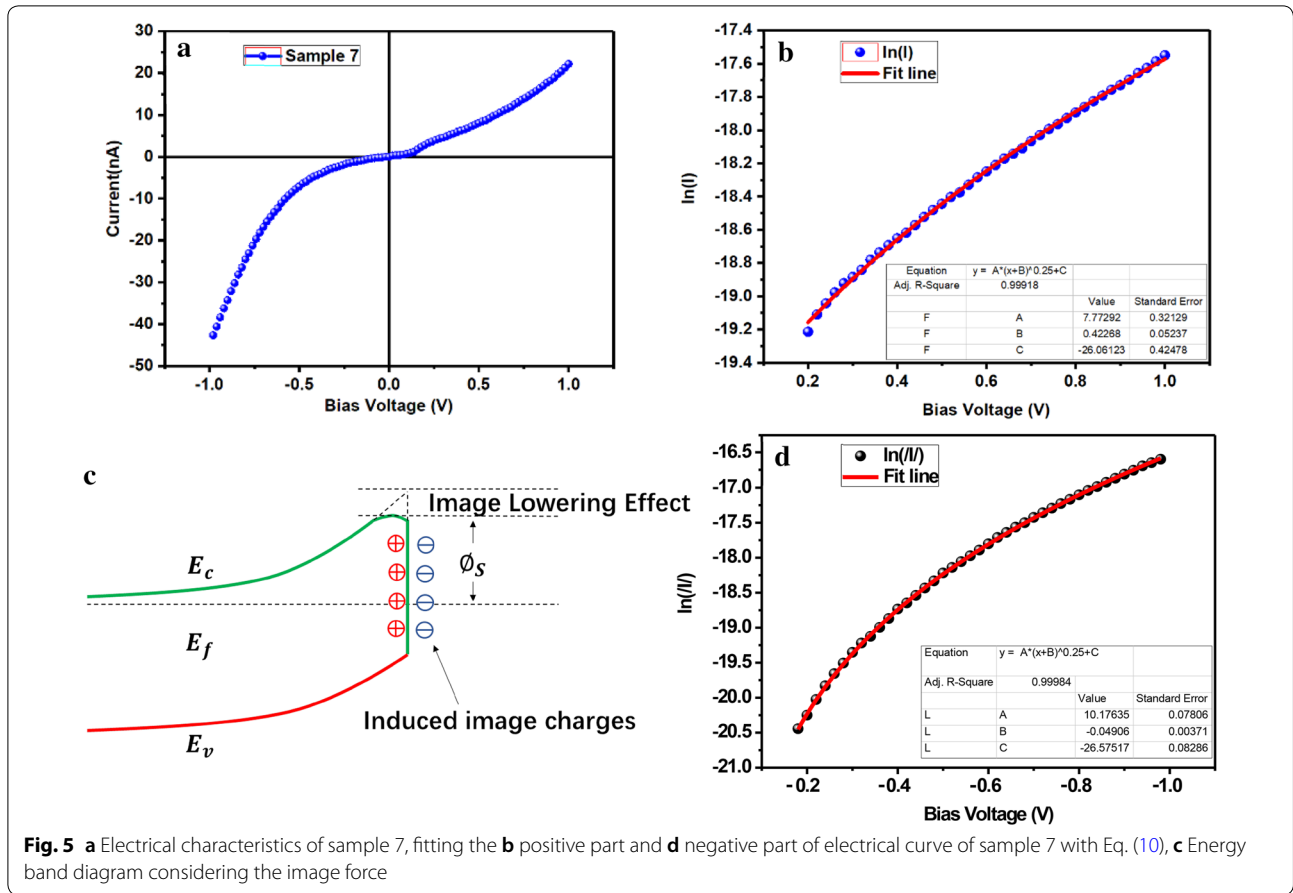 a
Sample 7
30
20
10
0
-10
-20
-30
-40
-50
Current(nA)
-1.0 -0.5 0.0 0.5 1.0
Bias Voltage (V)
b
ln(I)
Fit line
-17.4
-17.6
-17.8
-18.0
-18.2
-18.4
-18.6
-18.8
-19.0
-19.2
-19.4
ln(I)
Equation y = A*(x+B)^0.25+C
Adj. R-Square 0.99918
Value Standard Error
F A 7.77292 0.32129
F B 0.42268 0.05237
F C -26.06123 0.42478
0.2 0.4 0.6 0.8 1.0
Bias Voltage (V)
c
Image Lowering Effect
E_c
∅_S
E_f
Induced image charges
E_v
d
ln(/I/)
Fit line
-16.5
-17.0
-17.5
-18.0
-18.5
-19.0
-19.5
-20.0
-20.5
-21.0
ln(/I/)
Equation y = A*(x+B)^0.25+C
Adj. R-Square 0.99984
Value Standard Error
L A 10.17635 0.07806
L B -0.04906 0.00371
L C -26.57517 0.08286
-0.2 -0.4 -0.6 -0.8 -1.0
Bias Voltage (V)
Fig. 5 a Electrical characteristics of sample 7, fitting the b positive part and d negative part of electrical curve of sample 7 with Eq. (10), c Energy
band diagram considering the image force